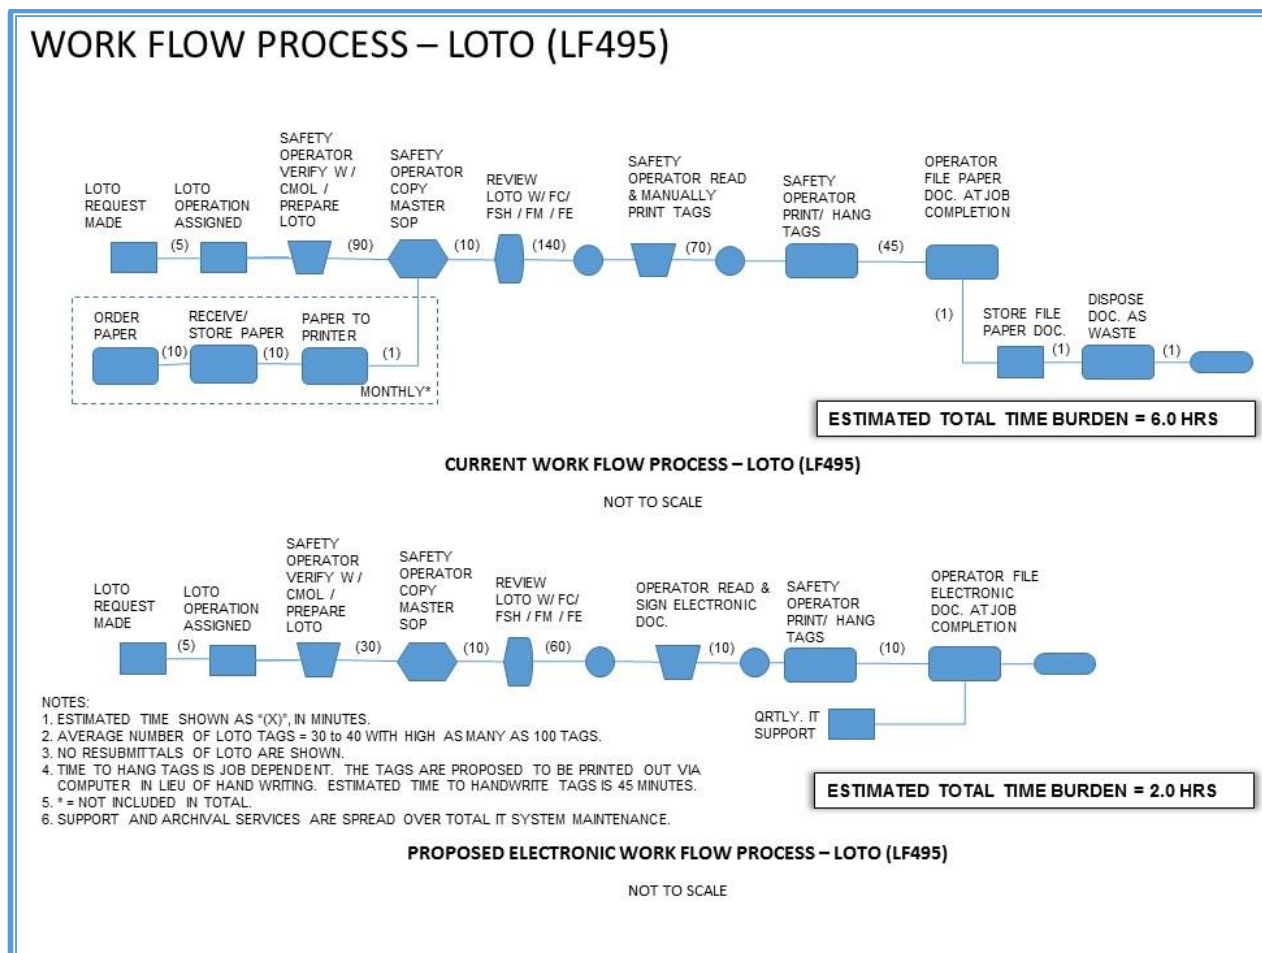 WORK FLOW PROCESS – LOTO (LF495)
LOTO
REQUEST
MADE
(5)
LOTO
OPERATION
ASSIGNED
SAFETY
OPERATOR
VERIFY W /
CMOL /
PREPARE
LOTO
(90)
SAFETY
OPERATOR
COPY
MASTER
SOP
(10)
REVIEW
LOTO W/ FC/
FSH / FM / FE
(140)
SAFETY
OPERATOR READ
& MANUALLY
PRINT TAGS
(70)
SAFETY
OPERATOR
PRINT/ HANG
TAGS
(45)
OPERATOR
FILE PAPER
DOC. AT JOB
COMPLETION
ORDER
PAPER
(10)
RECEIVE/
STORE PAPER
(10)
PAPER TO
PRINTER
(1)
MONTHLY*
(1)
STORE FILE
PAPER DOC.
(1)
DISPOSE
DOC. AS
WASTE
(1)
ESTIMATED TOTAL TIME BURDEN = 6.0 HRS
CURRENT WORK FLOW PROCESS – LOTO (LF495)
NOT TO SCALE
LOTO
REQUEST
MADE
(5)
LOTO
OPERATION
ASSIGNED
SAFETY
OPERATOR
VERIFY W /
CMOL /
PREPARE
LOTO
(30)
SAFETY
OPERATOR
COPY
MASTER
SOP
(10)
REVIEW
LOTO W/ FC/
FSH / FM / FE
(60)
OPERATOR READ &
SIGN ELECTRONIC
DOC.
(10)
SAFETY
OPERATOR
PRINT/ HANG
TAGS
(10)
OPERATOR FILE
ELECTRONIC
DOC. AT JOB
COMPLETION
QRTLY. IT
SUPPORT
NOTES:
1. ESTIMATED TIME SHOWN AS “(X)”, IN MINUTES.
2. AVERAGE NUMBER OF LOTO TAGS = 30 to 40 WITH HIGH AS MANY AS 100 TAGS.
3. NO RESUBMITTALS OF LOTO ARE SHOWN.
4. TIME TO HANG TAGS IS JOB DEPENDENT. THE TAGS ARE PROPOSED TO BE PRINTED OUT VIA
COMPUTER IN LIEU OF HAND WRITING. ESTIMATED TIME TO HANDWRITE TAGS IS 45 MINUTES.
5. * = NOT INCLUDED IN TOTAL.
6. SUPPORT AND ARCHIVAL SERVICES ARE SPREAD OVER TOTAL IT SYSTEM MAINTENANCE.
ESTIMATED TOTAL TIME BURDEN = 2.0 HRS
PROPOSED ELECTRONIC WORK FLOW PROCESS – LOTO (LF495)
NOT TO SCALE